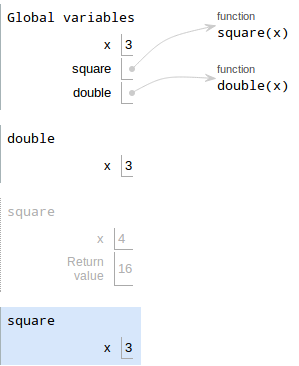 Global variables
x 3
square
double
function
square(x)
function
double(x)
double
x 3
square
x 4
Return
value 16
square
x 3